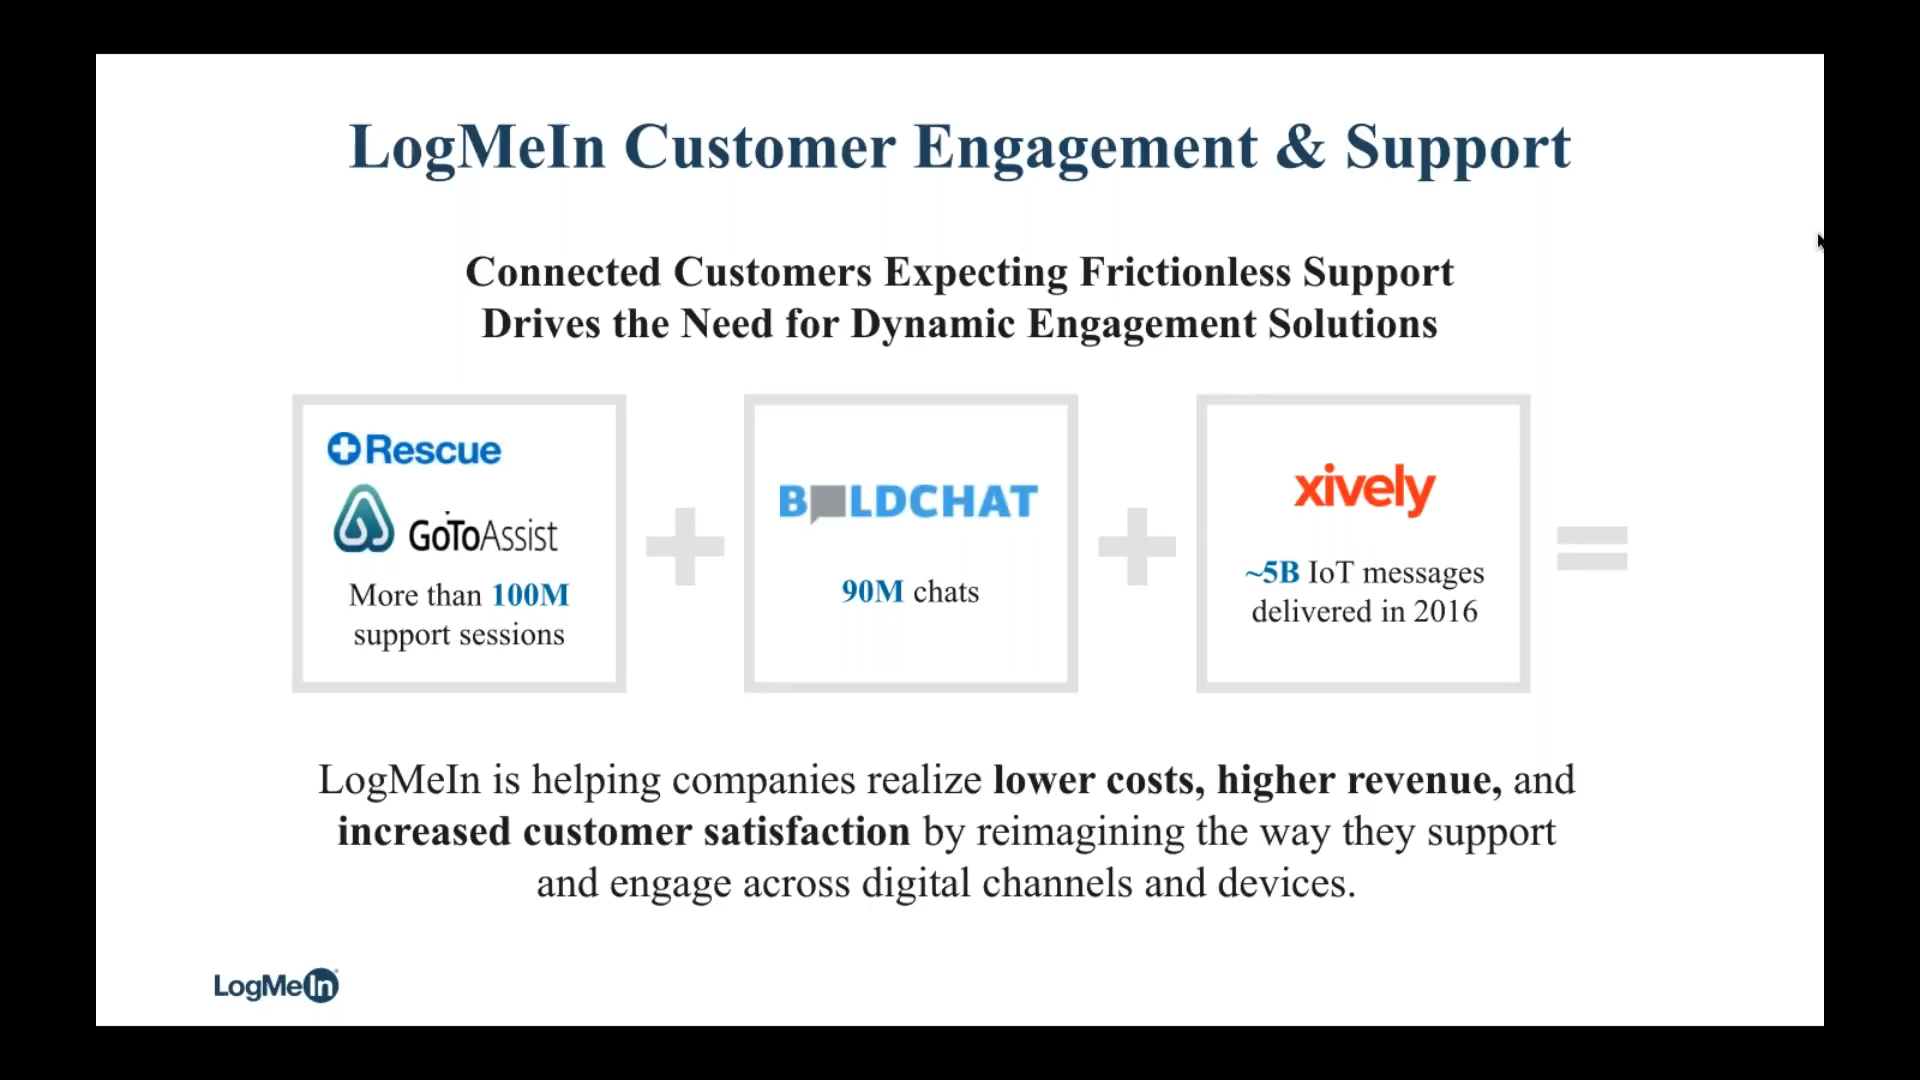 LogMeIn Customer Engagement & Support
Connected Customers Expecting Frictionless Support
Drives the Need for Dynamic Engagement Solutions
Rescue
GoToAssist
More than 100M
support sessions
BOLDCHAT
90M chats
xively
~5B IoT messages
delivered in 2016
LogMeIn is helping companies realize lower costs, higher revenue, and
increased customer satisfaction by reimagining the way they support
and engage across digital channels and devices.
LogMeIn